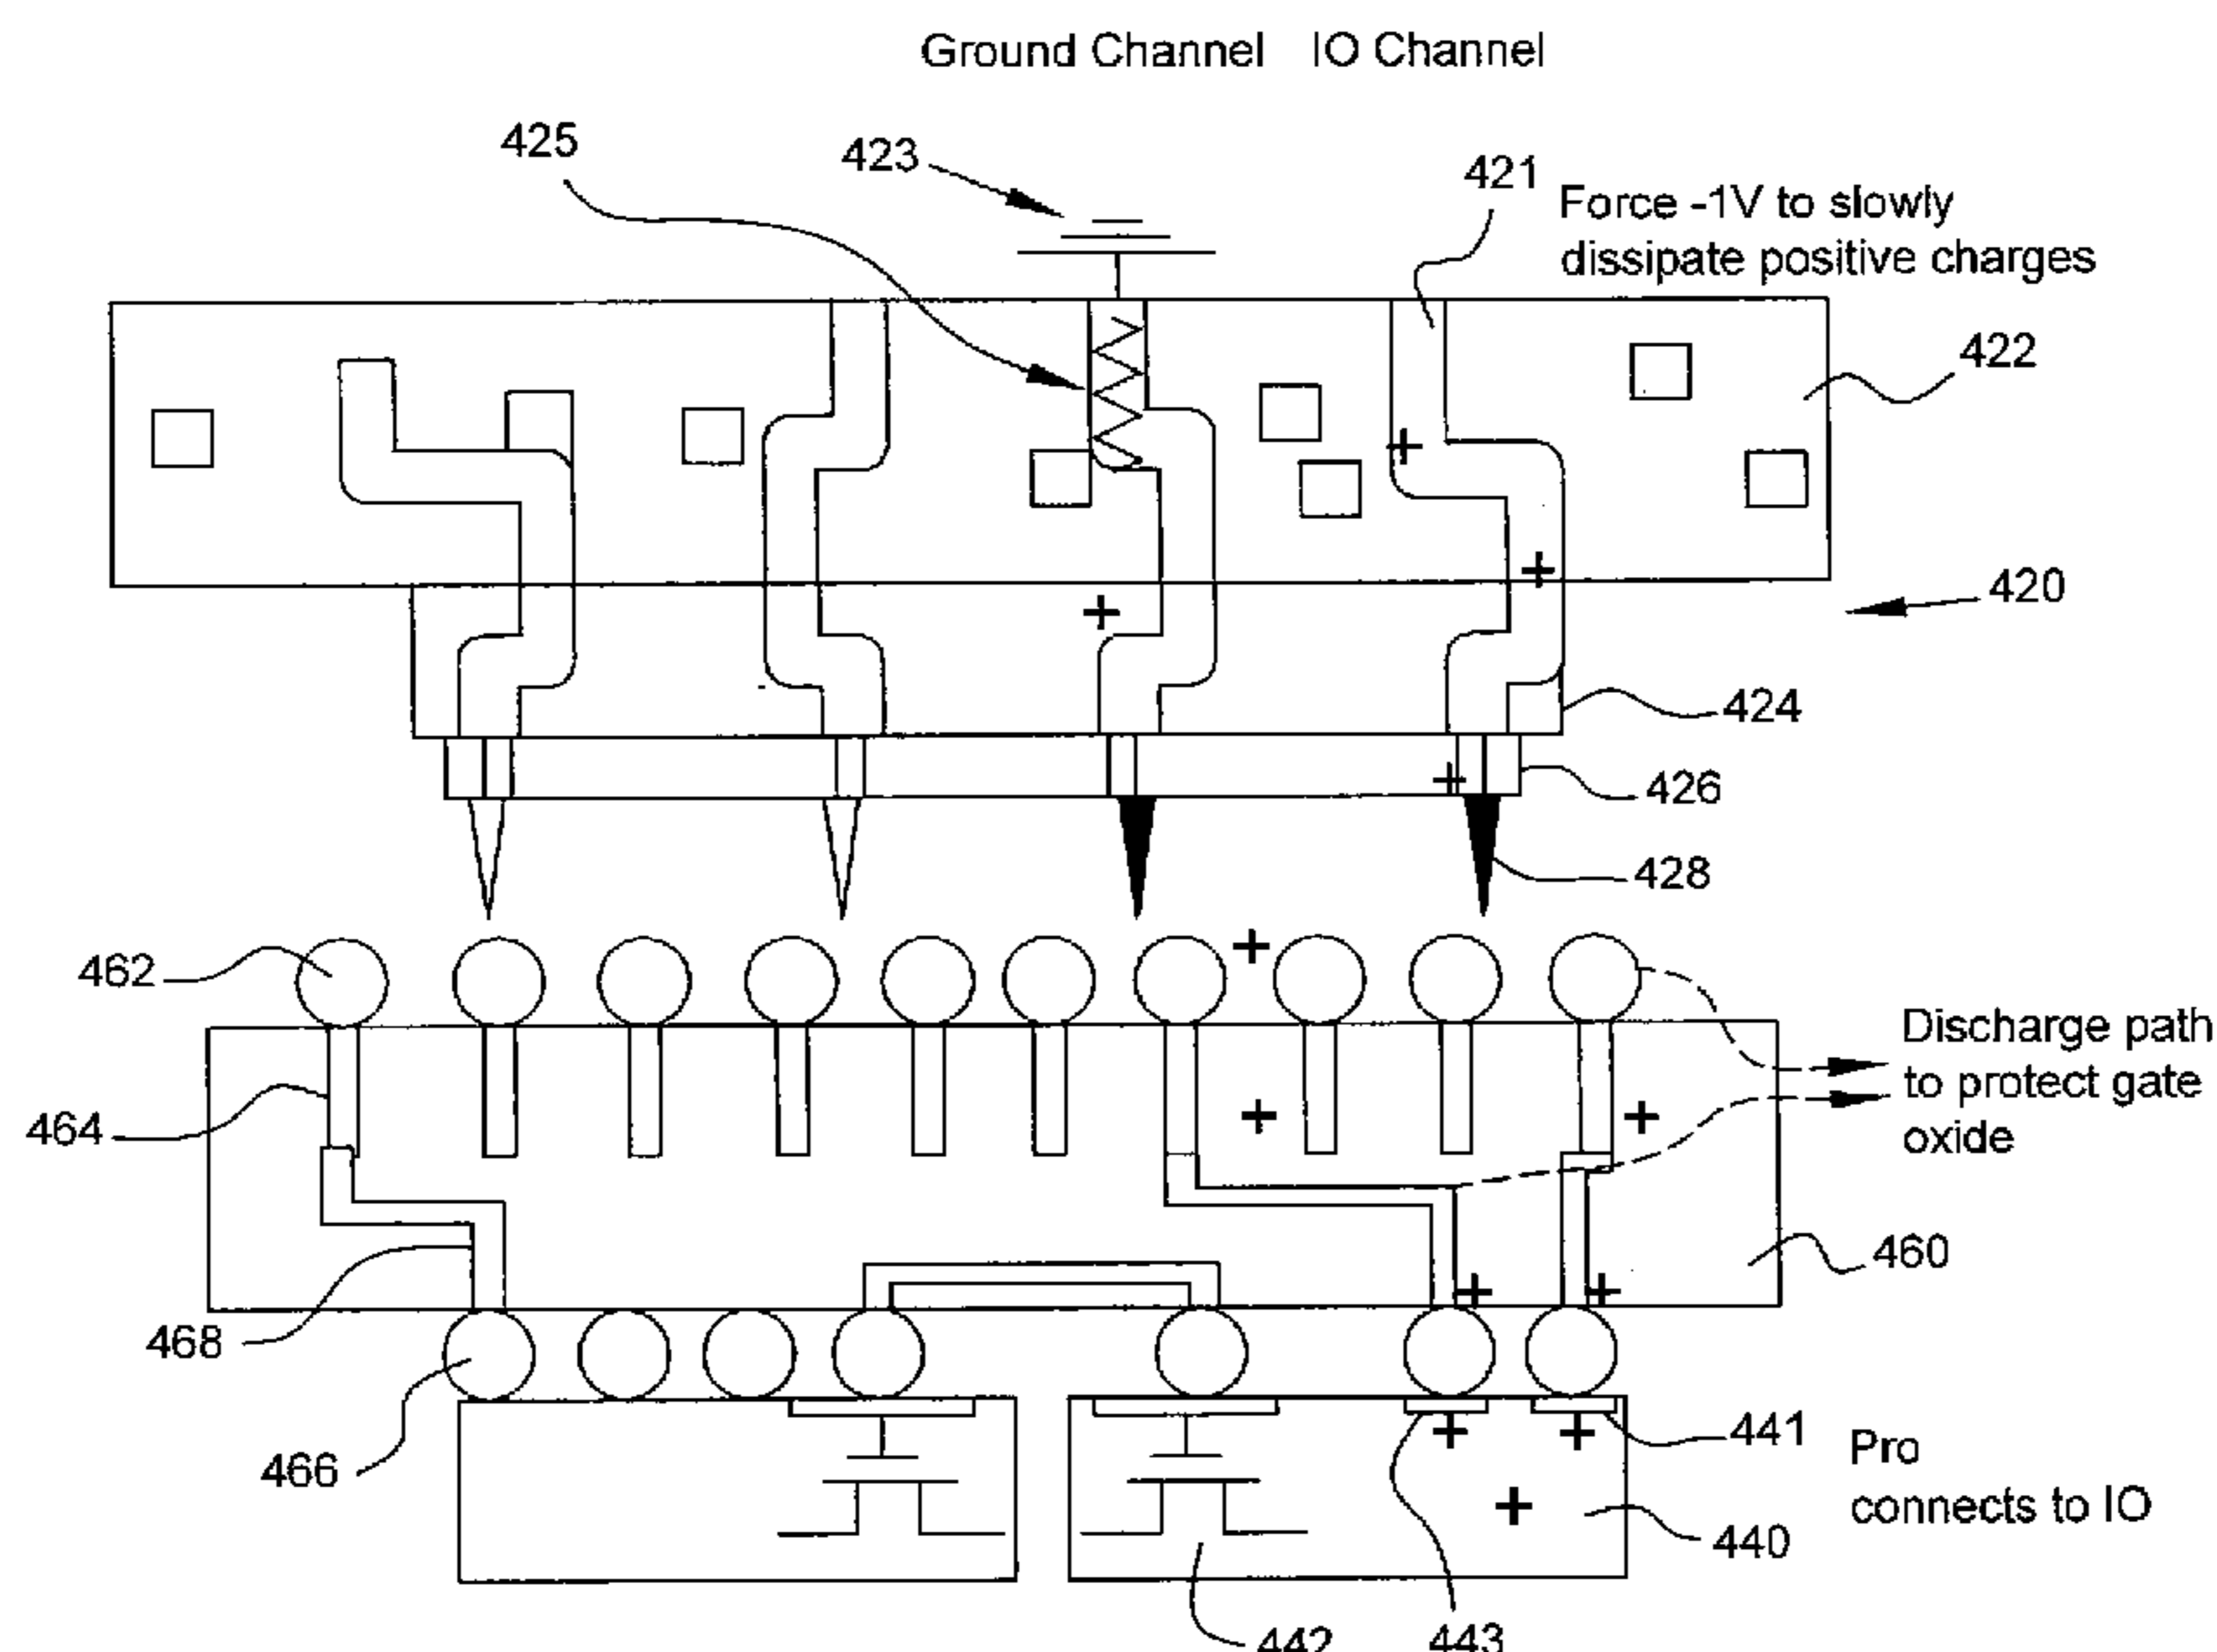 Ground Channel IO Channel
425
423
421
Force -1V to slowly
dissipate positive charges
422
420
424
426
428
462
Discharge path
to protect gate
oxide
464
460
468
466
441
Pro
connects to IO
440
442
443